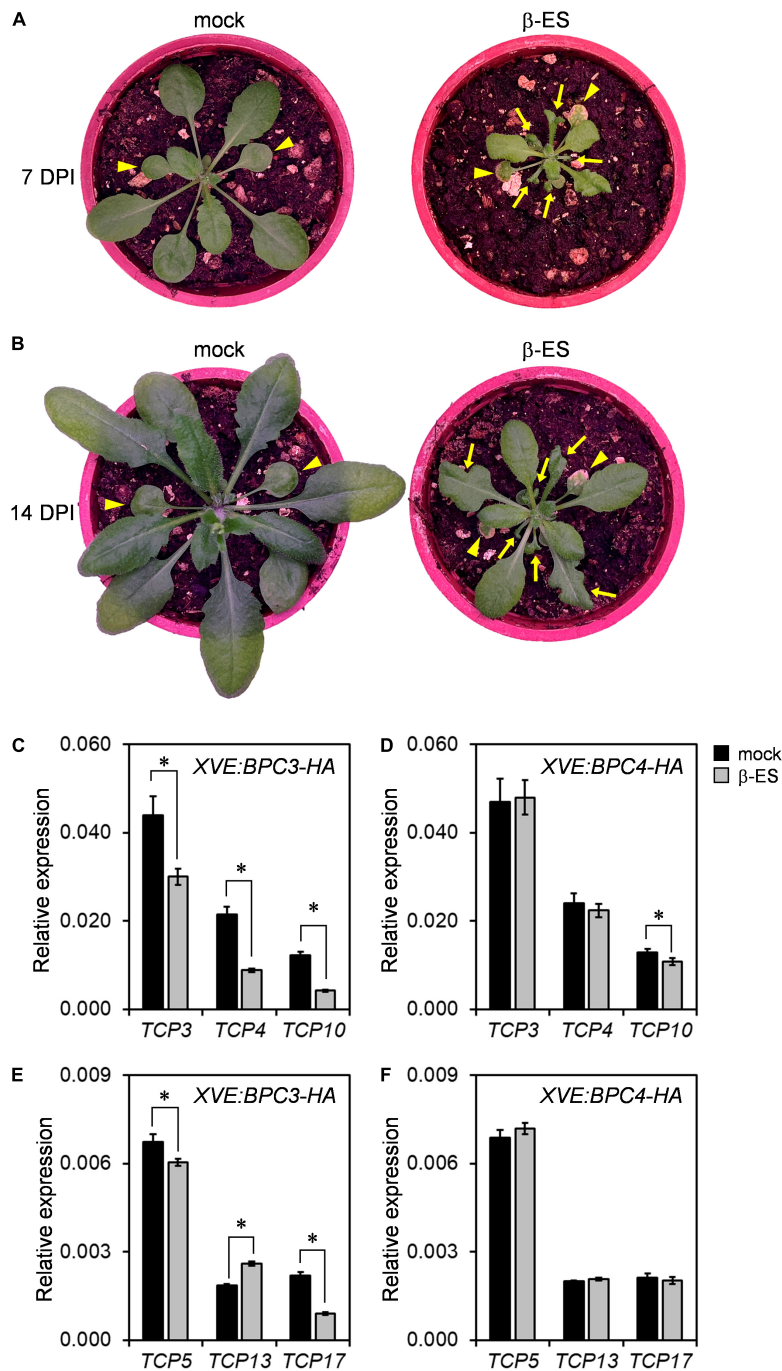 A
mock
β-ES
7 DPI
B
mock
β-ES
14 DPI
C
XVE:BPC3-HA
Relative expression
0.060
0.040
0.020
0.000
*
*
*
TCP3 TCP4 TCP10
D
XVE:BPC4-HA
Relative expression
0.060
0.040
0.020
0.000
*
TCP3 TCP4 TCP10
mock
β-ES
E
XVE:BPC3-HA
Relative expression
0.009
0.006
0.003
0.000
*
*
*
TCP5 TCP13 TCP17
F
XVE:BPC4-HA
Relative expression
0.009
0.006
0.003
0.000
TCP5 TCP13 TCP17